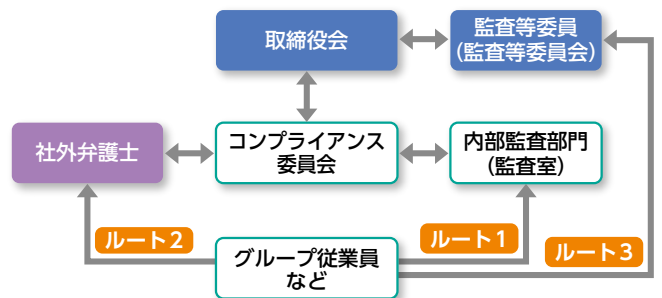 取締役会
監査等委員
(監査等委員会)
社外弁護士
コンプライアンス
委員会
内部監査部門
(監査室)
ルート2
ルート1
ルート3
グループ従業員
など